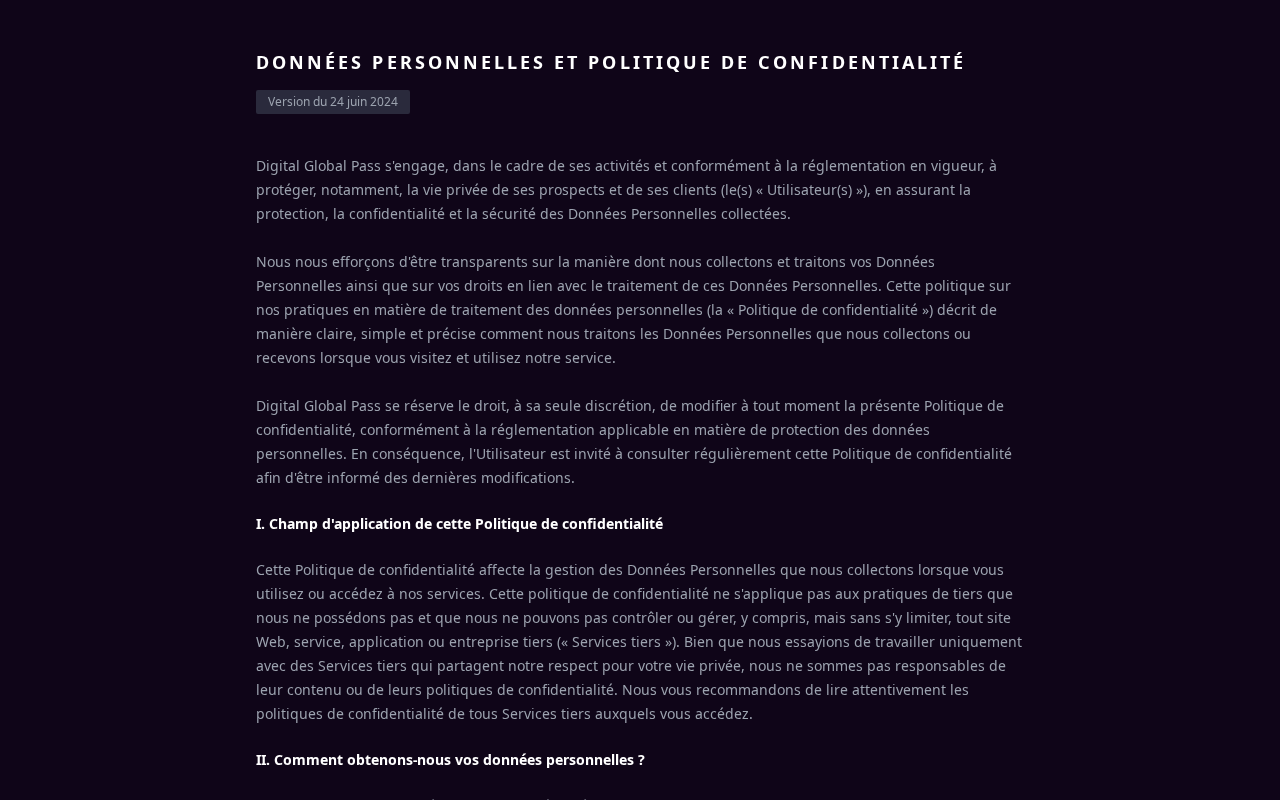 DONNÉES PERSONNELLES ET POLITIQUE DE CONFIDENTIALITÉ
Version du 24 juin 2024
Digital Global Pass s'engage, dans le cadre de ses activités et conformément à la réglementation en vigueur, à
protéger, notamment, la vie privée de ses prospects et de ses clients (le(s) « Utilisateur(s) »), en assurant la
protection, la confidentialité et la sécurité des Données Personnelles collectées.
Nous nous efforçons d'être transparents sur la manière dont nous collectons et traitons vos Données
Personnelles ainsi que sur vos droits en lien avec le traitement de ces Données Personnelles. Cette politique sur
nos pratiques en matière de traitement des données personnelles (la « Politique de confidentialité ») décrit de
manière claire, simple et précise comment nous traitons les Données Personnelles que nous collectons ou
recevons lorsque vous visitez et utilisez notre service.
Digital Global Pass se réserve le droit, à sa seule discrétion, de modifier à tout moment la présente Politique de
confidentialité, conformément à la réglementation applicable en matière de protection des données
personnelles. En conséquence, l'Utilisateur est invité à consulter régulièrement cette Politique de confidentialité
afin d'être informé des dernières modifications.
I. Champ d'application de cette Politique de confidentialité
Cette Politique de confidentialité affecte la gestion des Données Personnelles que nous collectons lorsque vous
utilisez ou accédez à nos services. Cette politique de confidentialité ne s'applique pas aux pratiques de tiers que
nous ne possédons pas et que nous ne pouvons pas contrôler ou gérer, y compris, mais sans s'y limiter, tout site
Web, service, application ou entreprise tiers (« Services tiers »). Bien que nous essayions de travailler uniquement
avec des Services tiers qui partagent notre respect pour votre vie privée, nous ne sommes pas responsables de
leur contenu ou de leurs politiques de confidentialité. Nous vous recommandons de lire attentivement les
politiques de confidentialité de tous Services tiers auxquels vous accédez.
II. Comment obtenons-nous vos données personnelles ?